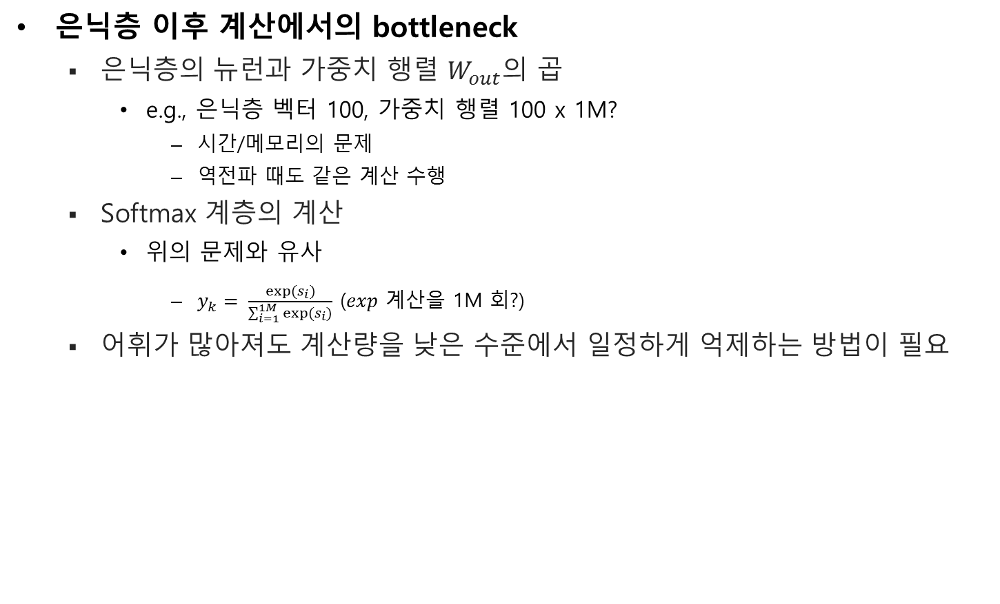 • 은닉층 이후 계산에서의 bottleneck
▪ 은닉층의 뉴런과 가중치 행렬 $W_{out}$의 곱
• e.g., 은닉층 벡터 100, 가중치 행렬 100 x 1M?
– 시간/메모리의 문제
– 역전파 때도 같은 계산 수행
▪ Softmax 계층의 계산
• 위의 문제와 유사
– $y_k = \frac{\exp(s_i)}{\sum_{i=1}^{1M} \exp(s_i)}$ (exp 계산을 1M 회?)
▪ 어휘가 많아져도 계산량을 낮은 수준에서 일정하게 억제하는 방법이 필요